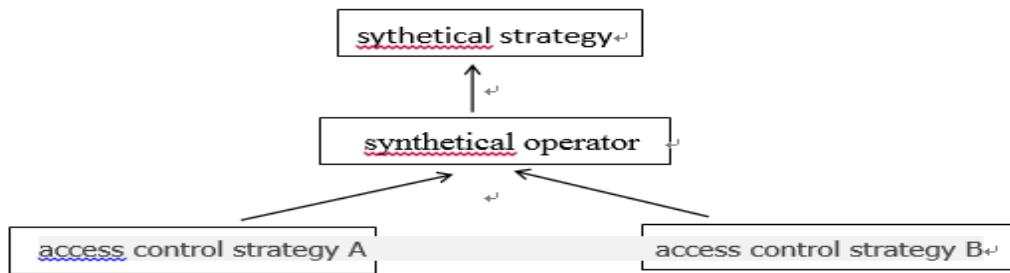 sythetical strategy
synthetical operator
access control strategy A
access control strategy B